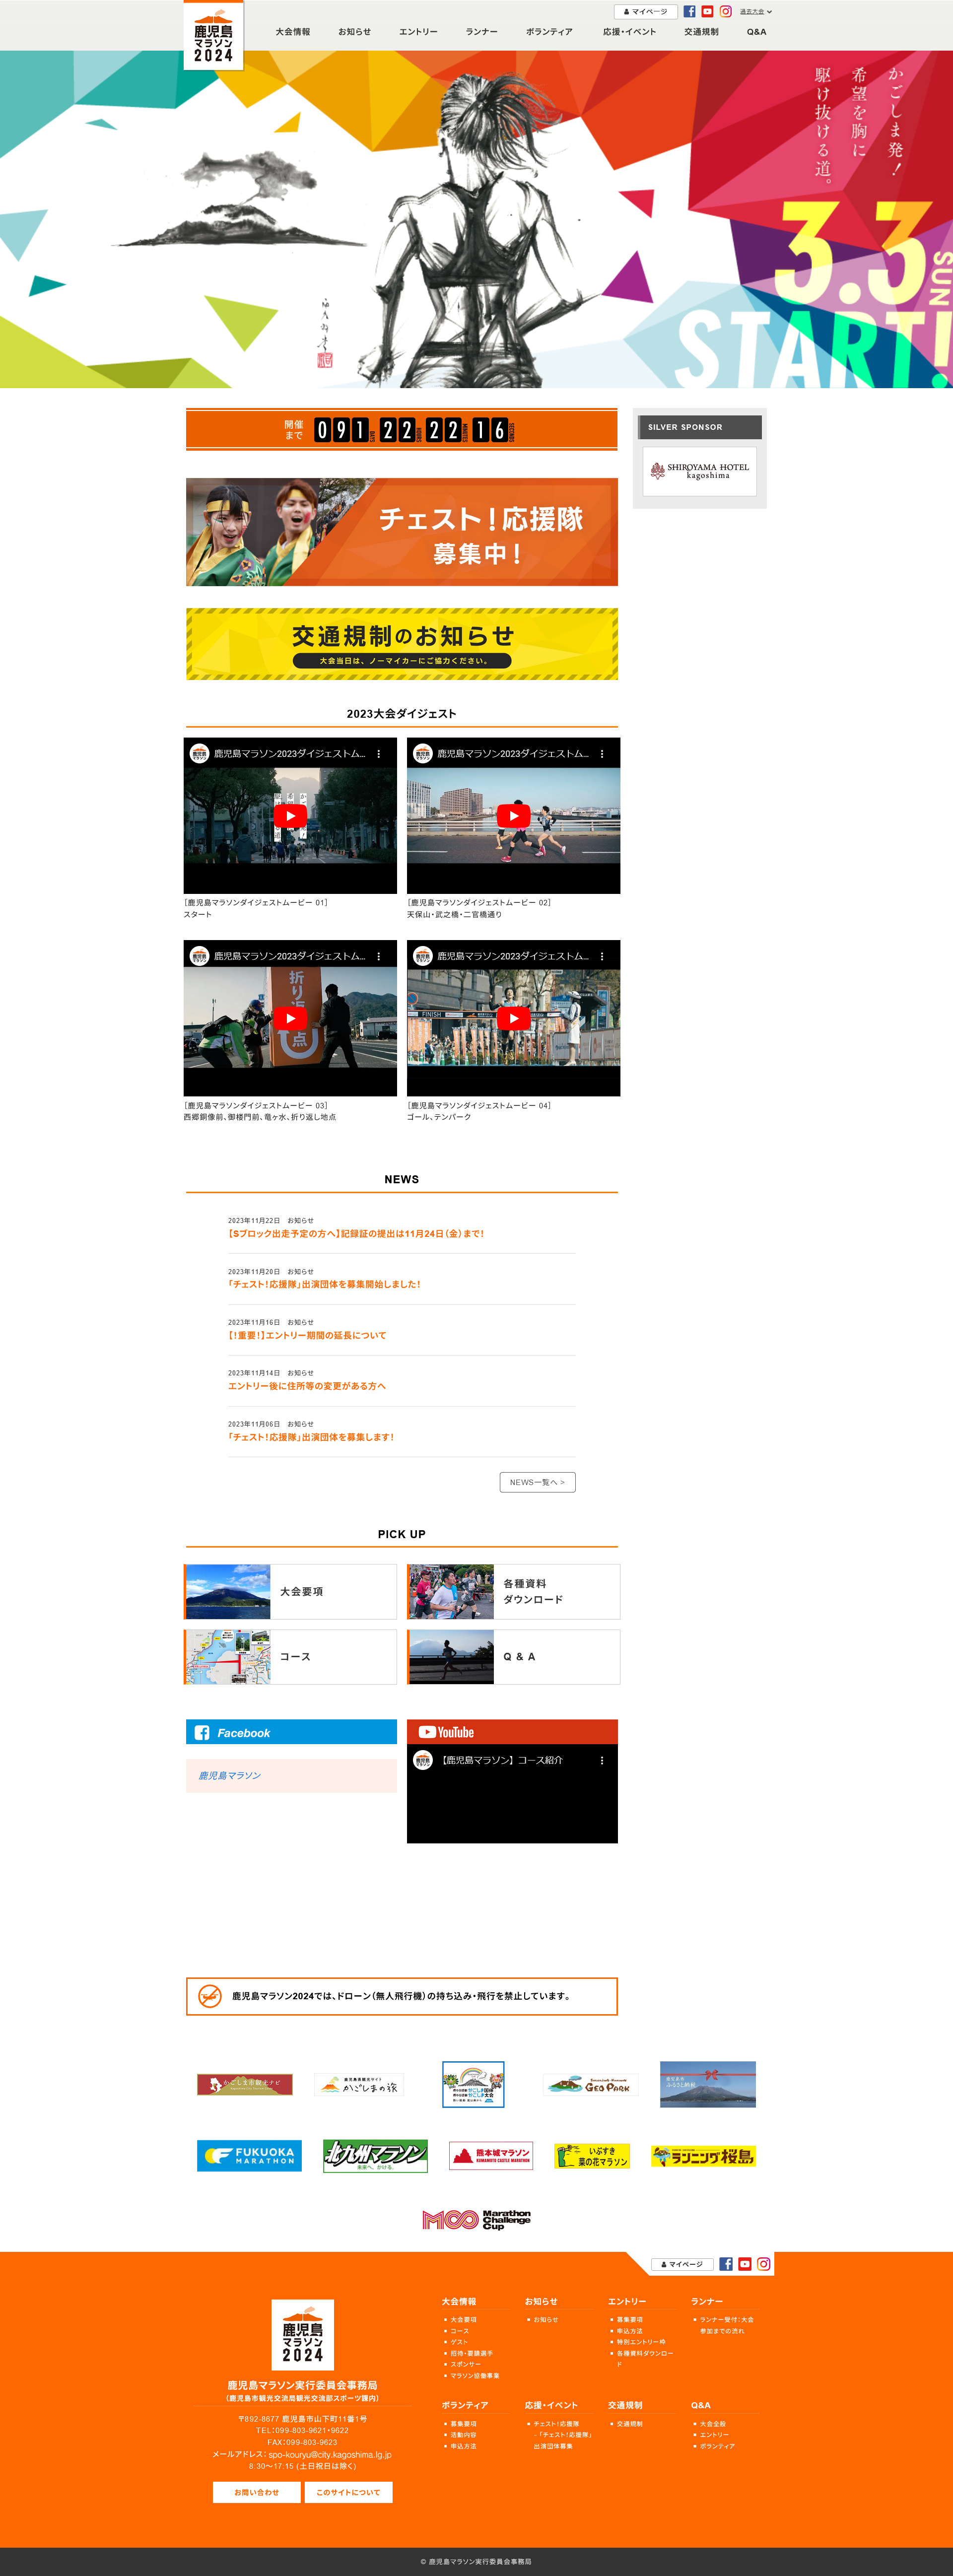 鹿児島
マラソン
2024
マイページ
過去大会
大会情報
お知らせ
エントリー
ランナー
ボランティア
応援・イベント
交通規制
Q&A
かごしま発!
希望を胸に
駆け抜ける道。
3.3
SUN
START!
開催
まで
091 DAYS 22 HOURS 22 MINUTES 16 SECONDS
SILVER SPONSOR
SHIROYAMA HOTEL
kagoshima
チェスト!応援隊
募集中!
交通規制のお知らせ
大会当日は、ノーマイカーにご協力ください。
2023大会ダイジェスト
鹿児島マラソン2023ダイジェストム...
鹿児島マラソン2023ダイジェストム...
[鹿児島マラソンダイジェストムービー 01]
スタート
[鹿児島マラソンダイジェストムービー 02]
天保山・武之橋・二官橋通り
鹿児島マラソン2023ダイジェストム...
鹿児島マラソン2023ダイジェストム...
FINISH
[鹿児島マラソンダイジェストムービー 03]
西郷銅像前、御楼門前、竜ヶ水、折り返し地点
[鹿児島マラソンダイジェストムービー 04]
ゴール、テンパーク
NEWS
2023年11月22日 お知らせ
【Sブロック出走予定の方へ】記録証の提出は11月24日(金)まで!
2023年11月20日 お知らせ
「チェスト!応援隊」出演団体を募集開始しました!
2023年11月16日 お知らせ
【!重要!】エントリー期間の延長について
2023年11月14日 お知らせ
エントリー後に住所等の変更がある方へ
2023年11月06日 お知らせ
「チェスト!応援隊」出演団体を募集します!
NEWS一覧へ >
PICK UP
大会要項
各種資料
ダウンロード
コース
Q & A
Facebook
YouTube
鹿児島マラソン
【鹿児島マラソン】コース紹介
鹿児島マラソン2024では、ドローン(無人飛行機)の持ち込み・飛行を禁止しています。
かごしま市観光ナビ
鹿児島県観光サイト
かごしまの旅
GEO PARK
鹿児島市
ふるさと納税
FUKUOKA
MARATHON
北九州マラソン
未来へ、かける。
熊本城マラソン
KUMAMOTO CASTLE MARATHON
いぶすき
菜の花マラソン
ランニング桜島
MCC Marathon
Challenge
Cup
マイページ
鹿児島
マラソン
2024
鹿児島マラソン実行委員会事務局
(鹿児島市観光交流局観光交流部スポーツ課内)
〒892-8677 鹿児島市山下町11番1号
TEL:099-803-9621・9622
FAX:099-803-9623
メールアドレス: spo-kouryu@city.kagoshima.lg.jp
8:30〜17:15 (土日祝日は除く)
お問い合わせ
このサイトについて
大会情報
大会要項
コース
ゲスト
招待・要請選手
スポンサー
マラソン協働事業
お知らせ
お知らせ
エントリー
募集要項
申込方法
特別エントリー枠
各種資料ダウンロー
ド
ランナー
ランナー受付:大会
参加までの流れ
ボランティア
募集要項
活動内容
申込方法
応援・イベント
チェスト!応援隊
- 「チェスト!応援隊」
出演団体募集
交通規制
交通規制
Q&A
大会全般
エントリー
ボランティア
© 鹿児島マラソン実行委員会事務局